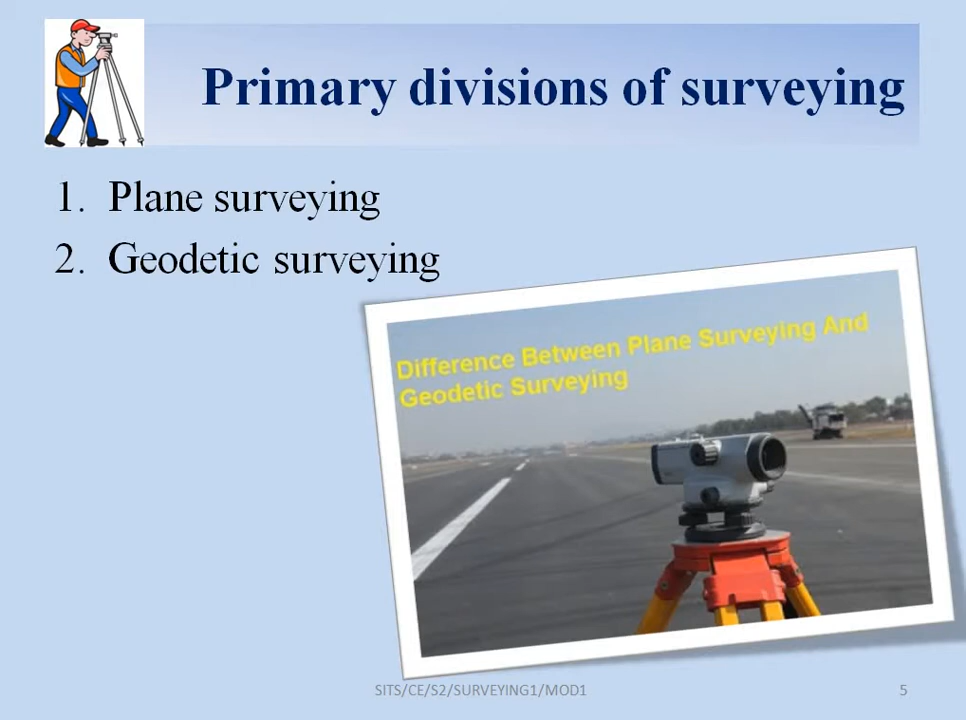 Primary divisions of surveying
1. Plane surveying
2. Geodetic surveying
Difference Between Plane Surveying And
Geodetic Surveying
SITS/CE/S2/SURVEYING1/MOD1
5